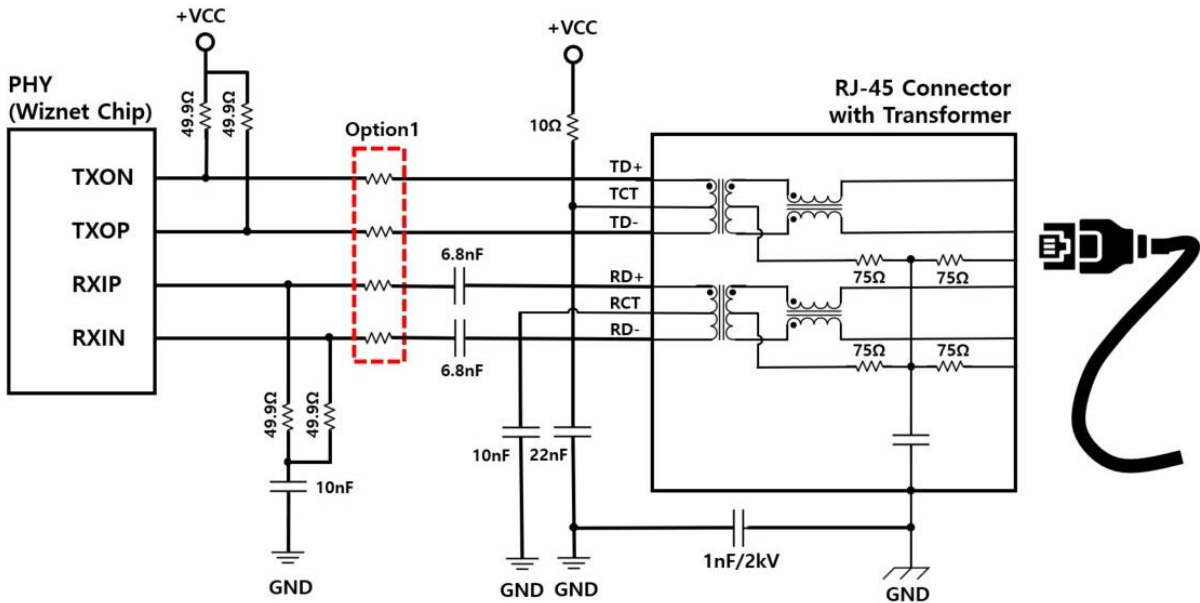 +VCC
+VCC
PHY
(Wiznet Chip)
49.9Ω
49.9Ω
RJ-45 Connector
with Transformer
Option1
10Ω
TXON
TD+
TCT
TXOP
TD-
6.8nF
75Ω
75Ω
RXIP
RD+
RCT
RXIN
RD-
6.8nF
75Ω
75Ω
49.9Ω
49.9Ω
10nF
22nF
10nF
1nF/2kV
GND
GND
GND
GND